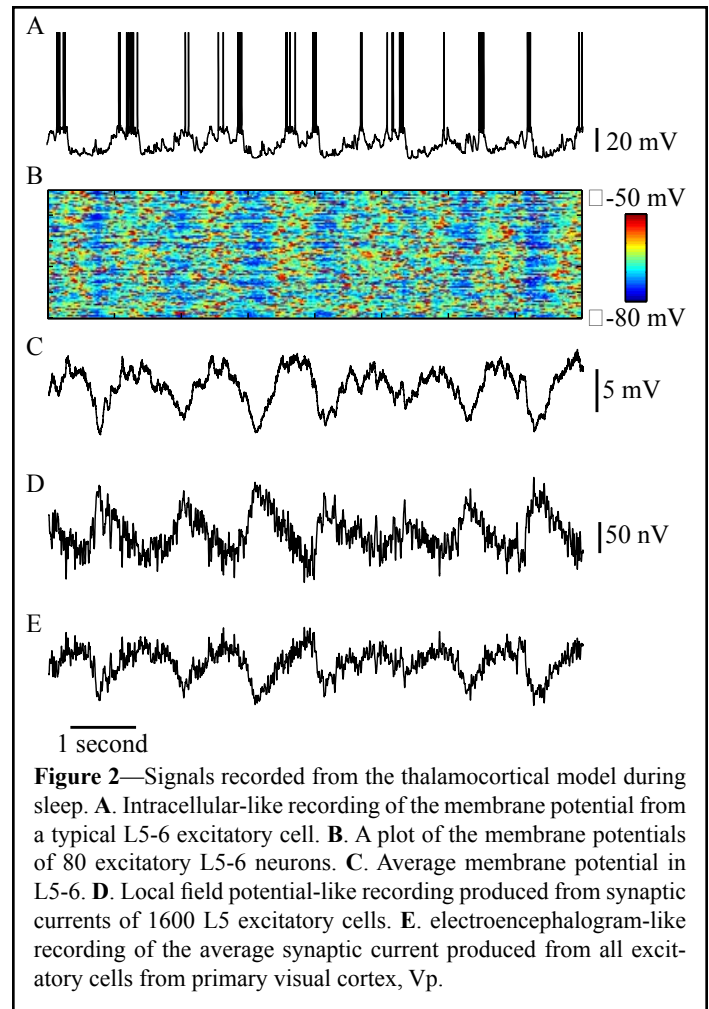 A
20 mV
B
-50 mV
-80 mV
C
5 mV
D
50 nV
E
1 second
Figure 2—Signals recorded from the thalamocortical model during
sleep. A. Intracellular-like recording of the membrane potential from
a typical L5-6 excitatory cell. B. A plot of the membrane potentials
of 80 excitatory L5-6 neurons. C. Average membrane potential in
L5-6. D. Local field potential-like recording produced from synaptic
currents of 1600 L5 excitatory cells. E. electroencephalogram-like
recording of the average synaptic current produced from all excit-
atory cells from primary visual cortex, Vp.